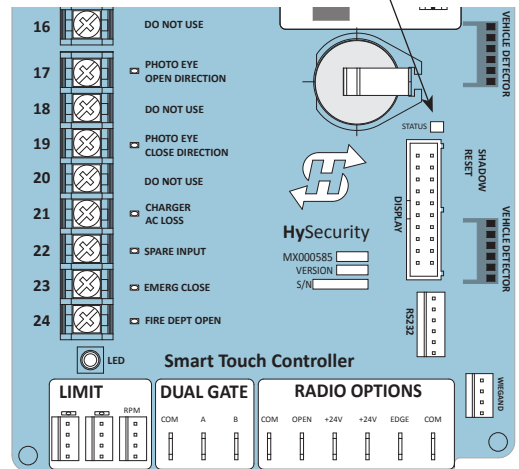 16 DO NOT USE
17 PHOTO EYE
OPEN DIRECTION
18 DO NOT USE
19 PHOTO EYE
CLOSE DIRECTION
20 DO NOT USE
21 CHARGER
AC LOSS
22 SPARE INPUT
23 EMERG CLOSE
24 FIRE DEPT OPEN
LED
VEHICLE DETECTOR
STATUS
SHADOW
RESET
DISPLAY
VEHICLE DETECTOR
HySecurity
MX000585
VERSION
S/N
RS232
Smart Touch Controller
WIEGAND
LIMIT
RPM
DUAL GATE
COM A B
RADIO OPTIONS
COM OPEN +24V +24V EDGE COM